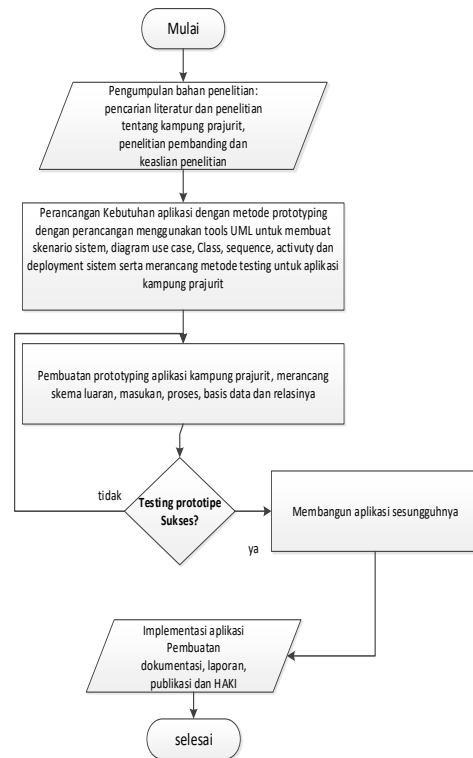 Mulai
Pengumpulan bahan penelitian:
pencarian literatur dan penelitian
tentang kampung prajurit,
penelitian pembanding dan
keaslian penelitian
Perancangan Kebutuhan aplikasi dengan metode prototyping
dengan perancangan menggunakan tools UML untuk membuat
skenario sistem, diagram use case, Class, sequence, activuty dan
deployment sistem serta merancang metode testing untuk aplikasi
kampung prajurit
Pembuatan prototyping aplikasi kampung prajurit, merancang
skema luaran, masukan, proses, basis data dan relasinya
tidak
Testing prototipe
Sukses?
ya
Membangun aplikasi sesungguhnya
Implementasi aplikasi
Pembuatan
dokumentasi, laporan,
publikasi dan HAKI
selesai